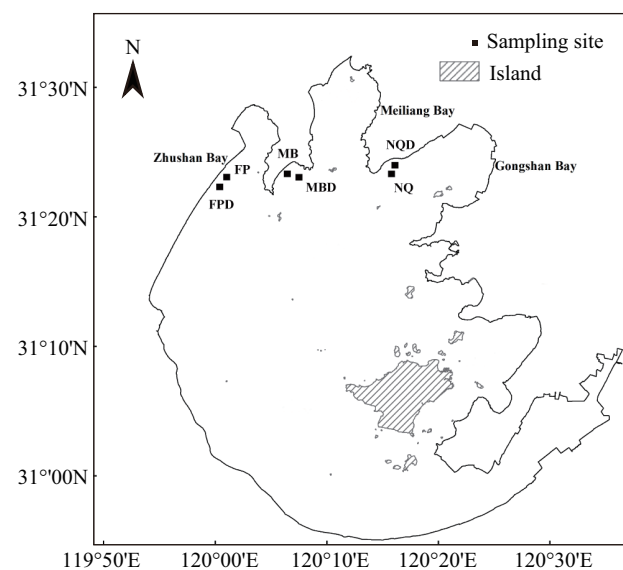 N
Sampling site
Island
31°30′N
31°20′N
31°10′N
31°00′N
Meiliang Bay
Zhushan Bay
MB
NQD
FP
MBD
NQ
Gongshan Bay
FPD
119°50′E
120°00′E
120°10′E
120°20′E
120°30′E